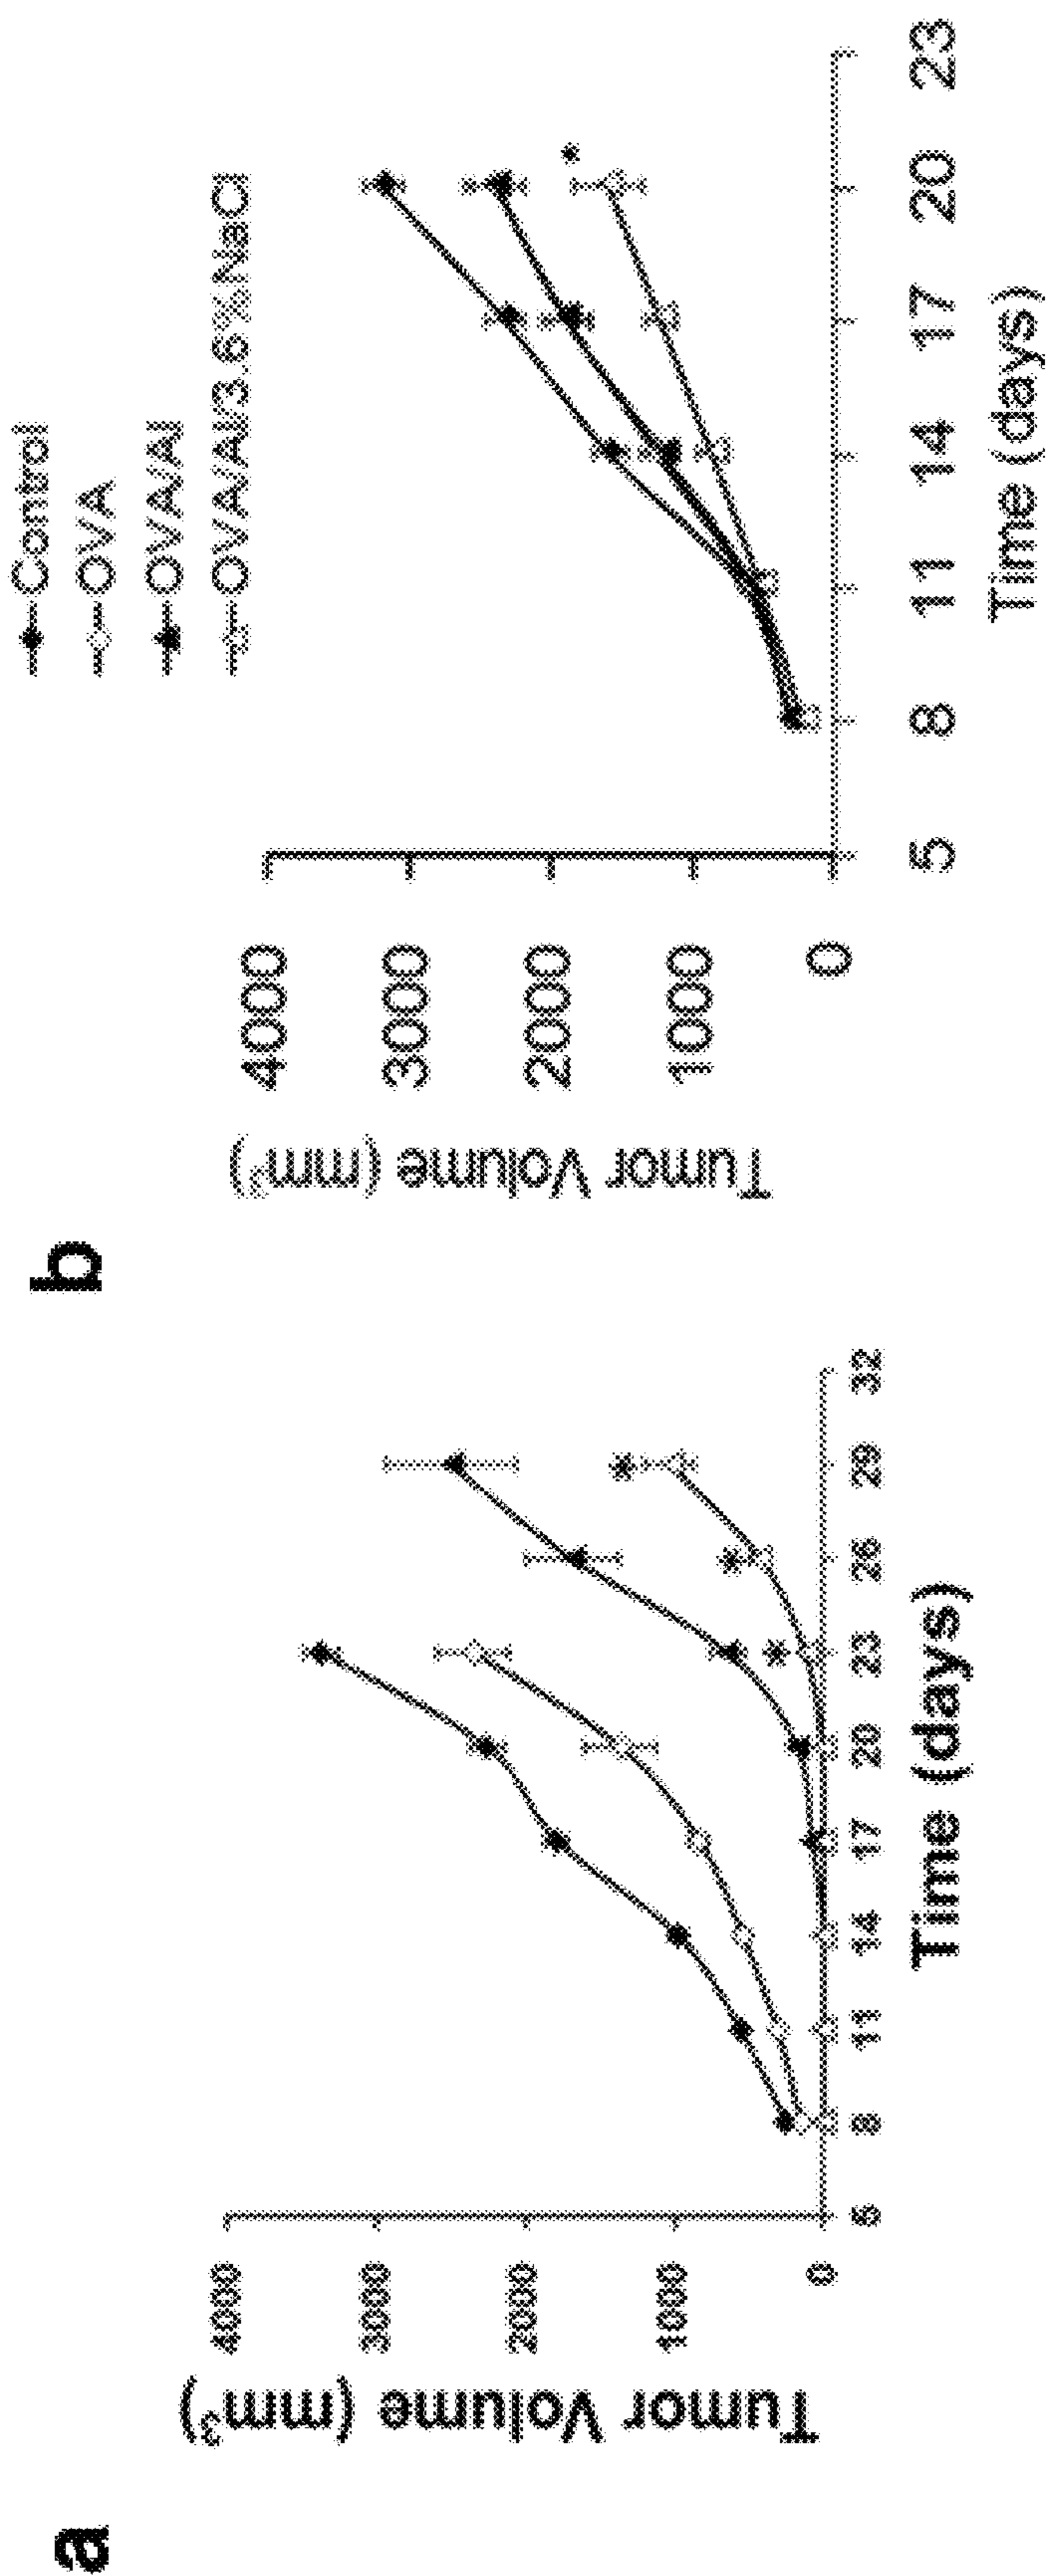 a
Tumor Volume (mm³)
4000
3000
2000
1000
0
5 8 11 14 17 20 23 26 29 32
Time (days)
*
*
*
b
Control
OVA
OVA/Al
OVA/Al/3.6%NaCl
Tumor Volume (mm³)
4000
3000
2000
1000
0
5 8 11 14 17 20 23
Time (days)
*